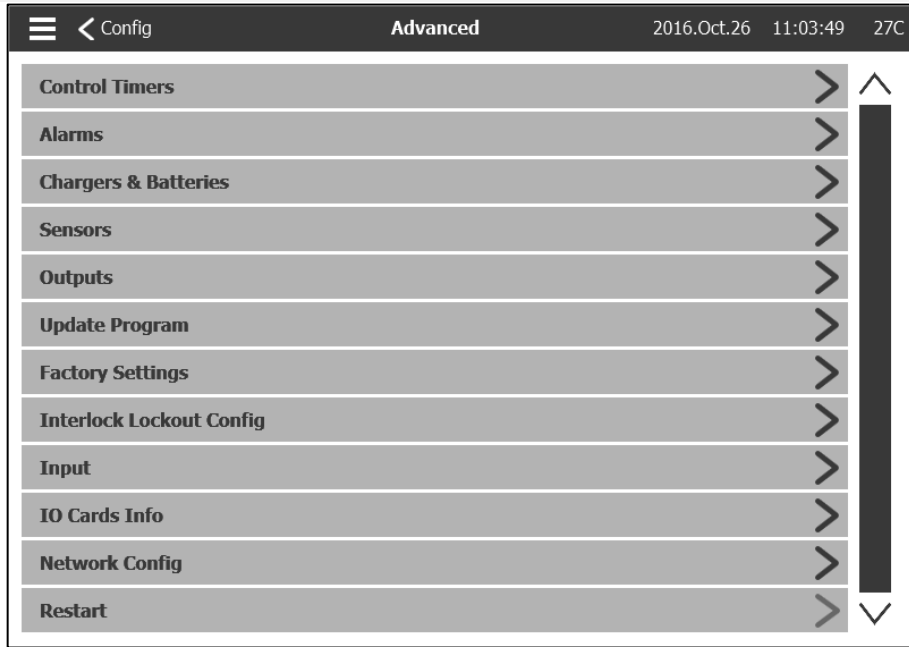 Config Advanced 2016.Oct.26 11:03:49 27C
Control Timers
Alarms
Chargers & Batteries
Sensors
Outputs
Update Program
Factory Settings
Interlock Lockout Config
Input
IO Cards Info
Network Config
Restart